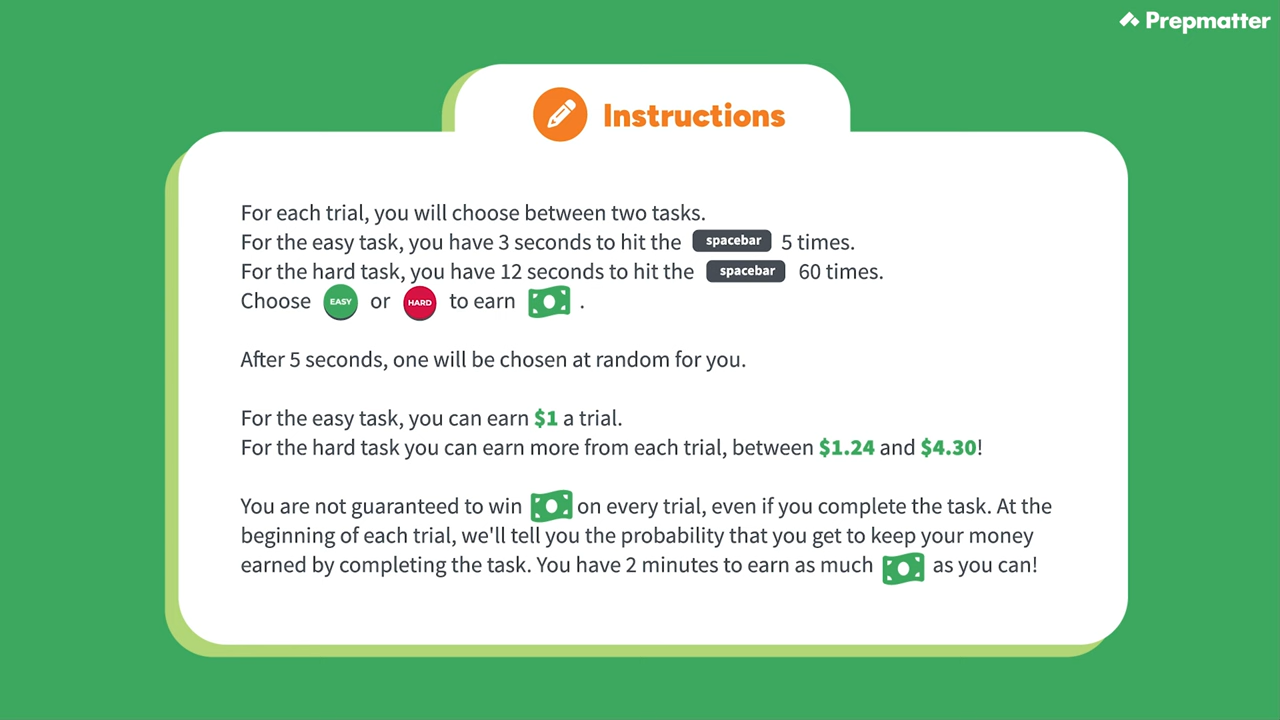 Prepmatter
Instructions
For each trial, you will choose between two tasks.
For the easy task, you have 3 seconds to hit the spacebar 5 times.
For the hard task, you have 12 seconds to hit the spacebar 60 times.
Choose EASY or HARD to earn .
After 5 seconds, one will be chosen at random for you.
For the easy task, you can earn $1 a trial.
For the hard task you can earn more from each trial, between $1.24 and $4.30!
You are not guaranteed to win on every trial, even if you complete the task. At the
beginning of each trial, we'll tell you the probability that you get to keep your money
earned by completing the task. You have 2 minutes to earn as much as you can!